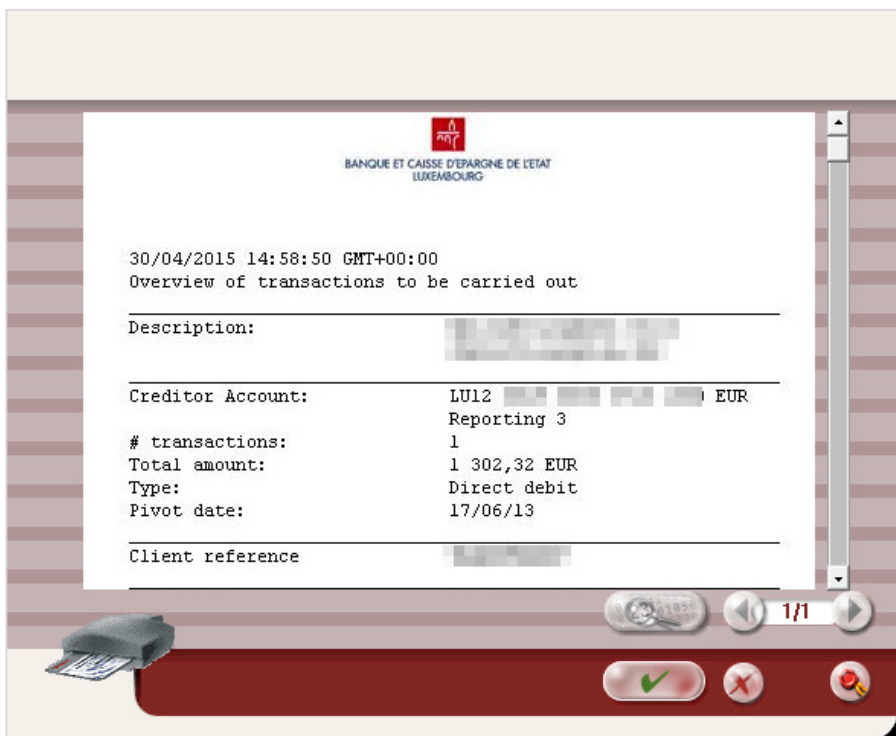 BANQUE ET CAISSE D'EPARGNE DE L'ETAT
LUXEMBOURG
30/04/2015 14:58:50 GMT+00:00
Overview of transactions to be carried out
Description:
Creditor Account: LU12 EUR
Reporting 3
# transactions: 1
Total amount: 1 302,32 EUR
Type: Direct debit
Pivot date: 17/06/13
Client reference
1/1